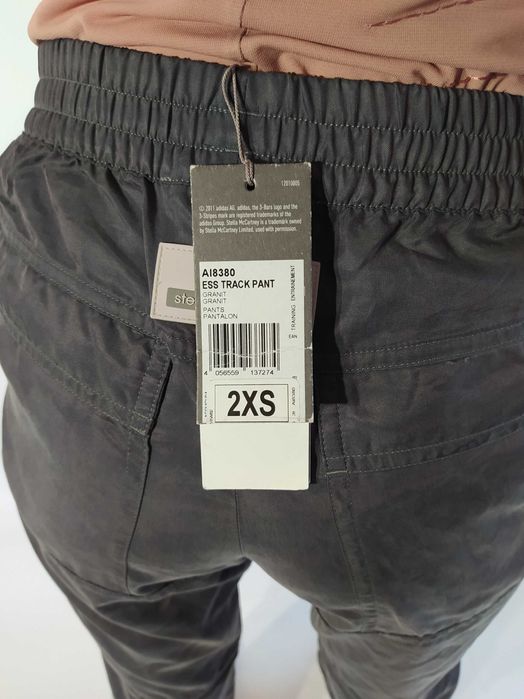 12010805
© 2011 adidas AG. adidas, the 3-Bars logo and the
3-Stripes mark are registered trademarks of the
adidas Group. Stella McCartney is a trademark owned
by Stella McCartney Limited, used with permission.
AI8380
ESS TRACK PANT
GRANIT
GRANIT
PANTS
PANTALON
TRAINING ENTRAINEMENT
EAN
4 056559 137274
2XS
ste